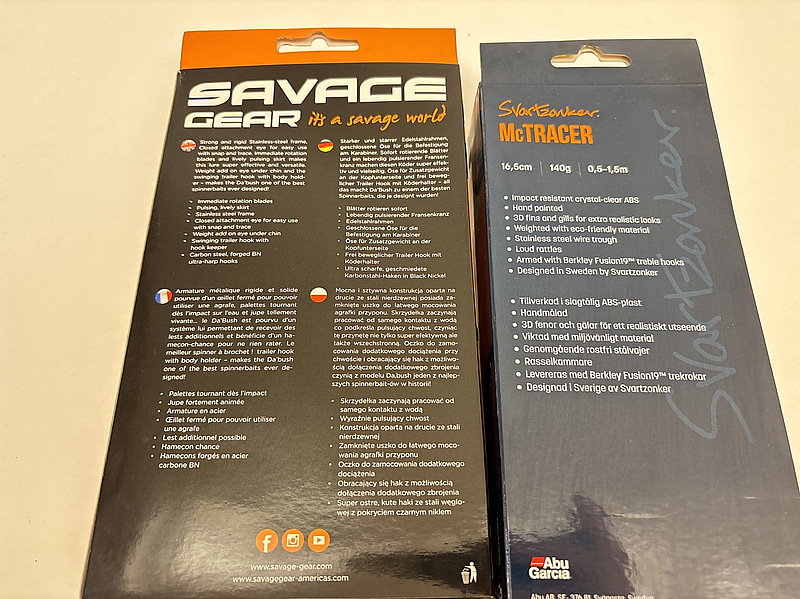 SAVAGE
GEAR it's a savage world
Strong and rigid Stainless-steel frame,
Closed attachment eye for easy use
with snap and trace. Immediate rotation
blades and lively pulsing skirt makes
this lure super effective and versatile.
Weight add on eye under chin and the
swinging trailer hook with body hold-
er – makes the Da'bush one of the best
spinnerbaits ever designed!
- Immediate rotation blades
- Pulsing, lively skirt
- Stainless steel frame
- Closed attachment eye for easy use
with snap and trace
- Weight add on eye under chin
- Swinging trailer hook with
hook keeper
- Carbon steel, forged BN
ultra-harp hooks
Starker und starrer Edelstahlrahmen,
geschlossene Öse für die Befestigung
am Karabiner. Sofort rotierende Blätter
und ein lebendig pulsierender Fransen-
kranz machen diesen Köder super effek-
tiv und vielseitig. Öse für Zusatzgewicht
an der Kopfunterseite und frei beweg-
licher Trailer Hook mit Köderhalter – all
das macht Da'Bush zu einem der besten
Spinnerbaits, die je designt wurden!
• Blätter rotieren sofort
• Lebendig pulsierender Fransenkranz
• Edelstahlrahmen
• Geschlossene Öse für die
Befestigung am Karabiner
• Öse für Zusatzgewicht an der
Kopfunterseite
• Frei beweglicher Trailer Hook mit
Köderhalter
• Ultra scharfe, geschmiedete
Karbonstahl-Haken in Black Nickel
Armature métallique rigide et solide
pourvue d'un œillet fermé pour pouvoir
utiliser une agrafe, palettes tournant
dès l'impact sur l'eau et jupe tellement
vivante... Le Da'Bush est pourvu d'un
système lui permettant de recevoir des
lests additionnels et bénéficie d'un ha-
meçon-chance pour ne rien rater. Le
meilleur spinner à brochet ! trailer hook
with body holder – makes the Da'bush
one of the best spinnerbaits ever de-
signed!
• Palettes tournant dès l'impact
• Jupe fortement animée
• Armature en acier
• Œillet fermé pour pouvoir utiliser
une agrafe
• Lest additionnel possible
• Hameçon chance
• Hameçons forgés en acier
carbone BN
Mocna i sztywna konstrukcja oparta na
drucie ze stali nierdzewnej posiada za-
mknięte uszko do łatwego mocowania
agrafki przyponu. Skrzydełka zaczynają
pracować od samego kontaktu z wodą
co podkreśla pulsujący chwost, czyniąc
tę przynętę nie tylko super efektywną ale
także wszechstronną. Oczko do zamo-
cowania dodatkowego dociążenia przy
chwoście i obracający się hak z możliwo-
ścią dołączenia dodatkowego zbrojenia
czynią z modelu Da,bush jeden z najlep-
szych spinnerbait-ów w historii!
• Skrzydełka zaczynają pracować od
samego kontaktu z wodą
• Wyraźnie pulsujący chwost
• Konstrukcja oparta na drucie ze stali
nierdzewnej
• Zamknięte uszko do łatwego moco-
wania agrafki przyponu
• Oczko do zamocowania dodatkowego
dociążenia
• Obracający się hak z możliwością
dołączenia dodatkowego zbrojenia
• Super ostre, kute haki ze stali węglo-
wej z pokryciem czarnym niklem
www.savage-gear.com
www.savagegear-americas.com
Svartzonker.
McTRACER
16,5cm | 140g | 0,5–1,5m
• Impact resistant crystal-clear ABS
• Hand painted
• 3D fins and gills for extra realistic looks
• Weighted with eco-friendly material
• Stainless steel wire trough
• Loud rattles
• Armed with Berkley Fusion19™ treble hooks
• Designed in Sweden by Svartzonker
• Tillverkad i slagtålig ABS-plast
• Handmålad
• 3D fenor och gälar för ett realistiskt utseende
• Viktad med miljövänligt material
• Genomgående rostfri stålvajer
• Rasselkammare
• Levereras med Berkley Fusion19™ trekrokar
• Designad i Sverige av Svartzonker
Svartzonker.
Abu
Garcia
Abu AB, SE- 376 81, Svängsta, Sweden